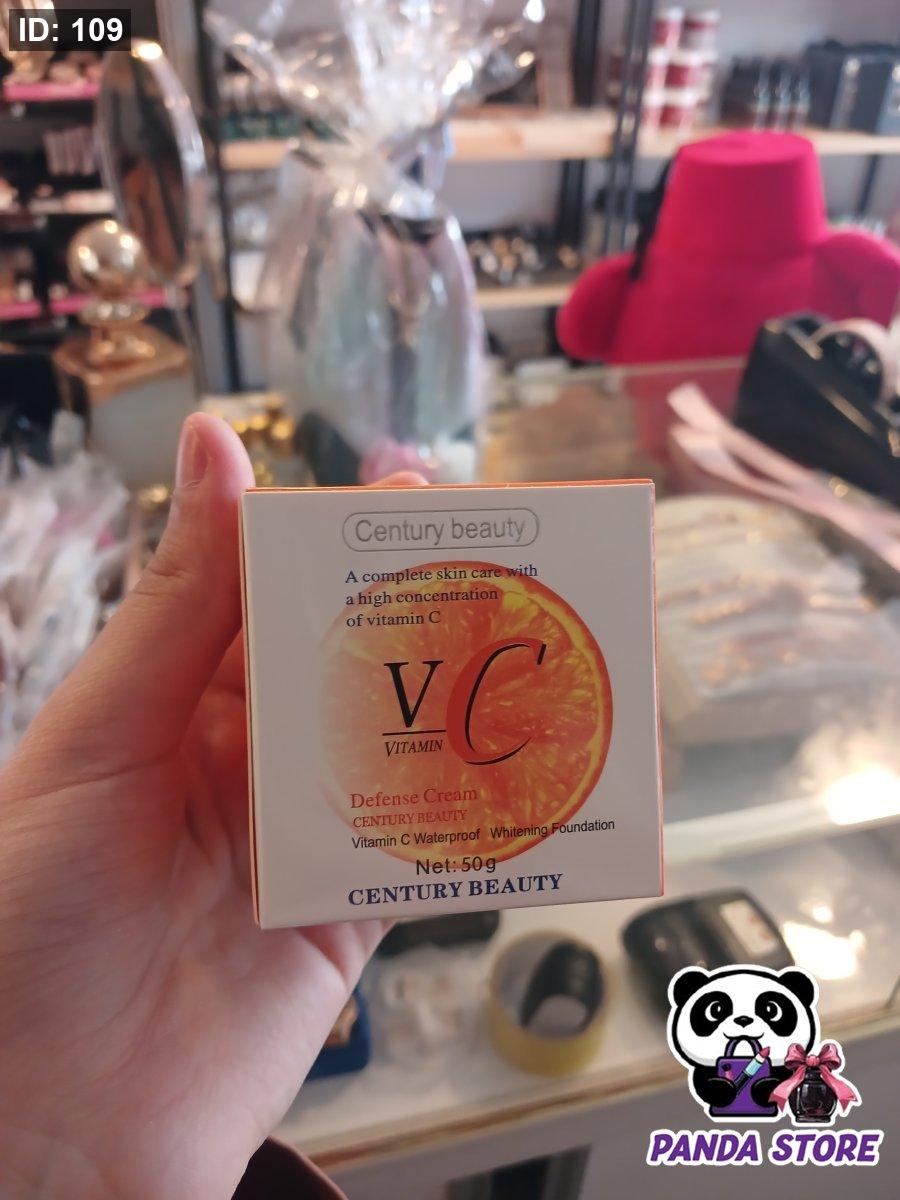 ID: 109
Century beauty
A complete skin care with
a high concentration
of vitamin C
V C
VITAMIN
Defense Cream
CENTURY BEAUTY
Vitamin C Waterproof Whitening Foundation
Net: 50g
CENTURY BEAUTY
PANDA STORE